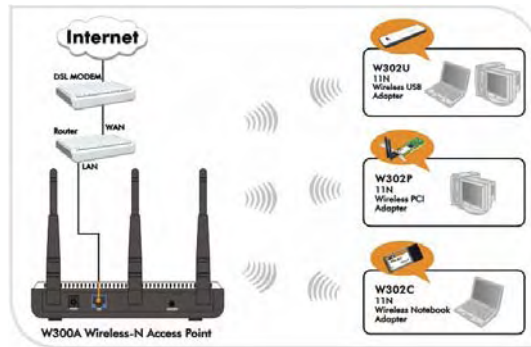 Internet
DSL MODEM
WAN
Router
LAN
W300A Wireless-N Access Point
W302U
11N
Wireless USB
Adapter
W302P
11N
Wireless PCI
Adapter
W302C
11N
Wireless Notebook
Adapter